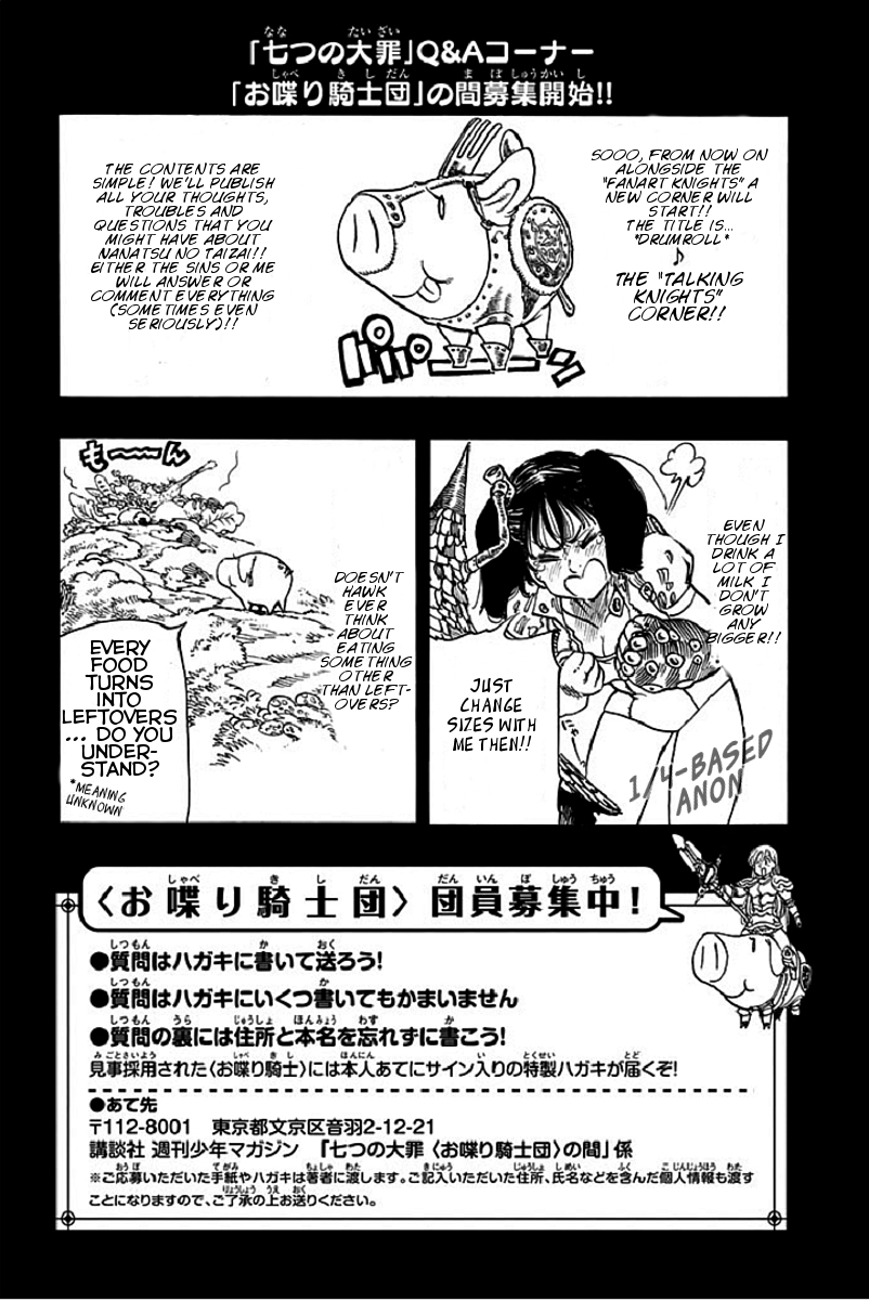 「七つの大罪」Q&Aコーナー
「お喋り騎士団」の間募集開始!!
SOOO, FROM NOW ON
ALONGSIDE THE
"FANART KNIGHTS" A
NEW CORNER WILL
START!!
THE TITLE IS...
*DRUMROLL*
♪
THE "TALKING
KNIGHTS"
CORNER!!
THE CONTENTS ARE
SIMPLE! WE'LL PUBLISH
ALL YOUR THOUGHTS,
TROUBLES AND
QUESTIONS THAT YOU
MIGHT HAVE ABOUT
NANATSU NO TAIZAI!!
EITHER THE SINS OR ME
WILL ANSWER OR
COMMENT EVERYTHING
(SOMETIMES EVEN
SERIOUSLY)!!
パパパーン
EVEN
THOUGH I
DRINK A
LOT OF
MILK I
DON'T
GROW
ANY
BIGGER!!
JUST
CHANGE
SIZES WITH
ME THEN!!
1/4-BASED
ANON
も〜〜ん
DOESN'T
HAWK
EVER
THINK
ABOUT
EATING
SOMETHING
OTHER
THAN LEFT-
OVERS?
EVERY
FOOD
TURNS
INTO
LEFTOVERS
... DO YOU
UNDER-
STAND?
*MEANING
UNKNOWN
〈お喋り騎士団〉団員募集中!
●質問はハガキに書いて送ろう!
●質問はハガキにいくつ書いてもかまいません
●質問の裏には住所と本名を忘れずに書こう!
見事採用された〈お喋り騎士〉には本人あてにサイン入りの特製ハガキが届くぞ!
●あて先
〒112-8001 東京都文京区音羽2-12-21
講談社 週刊少年マガジン 「七つの大罪〈お喋り騎士団〉の間」係
※ご応募いただいた手紙やハガキは著者に渡します。ご記入いただいた住所、氏名などを含んだ個人情報も渡す
ことになりますので、ご了承の上お送りください。